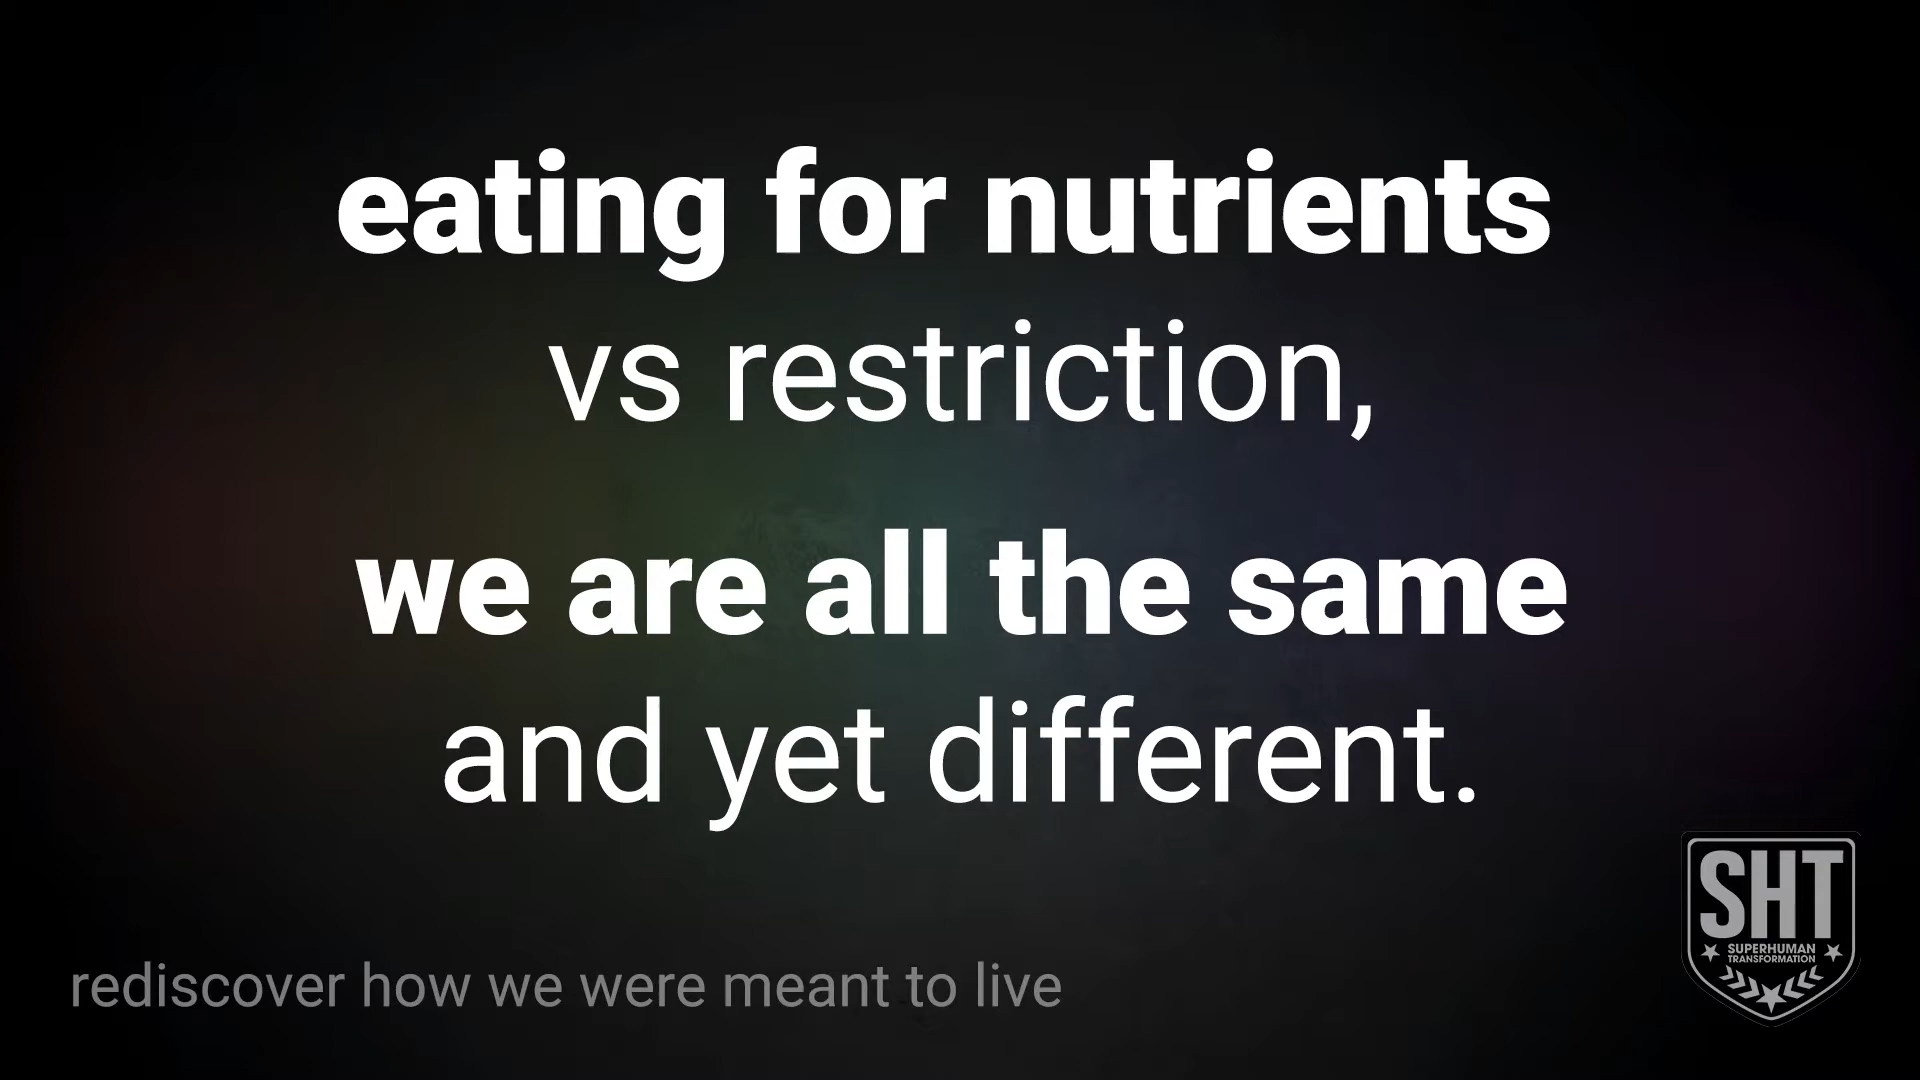 eating for nutrients
vs restriction,
we are all the same
and yet different.
SHT
SUPERHUMAN
TRANSFORMATION
rediscover how we were meant to live